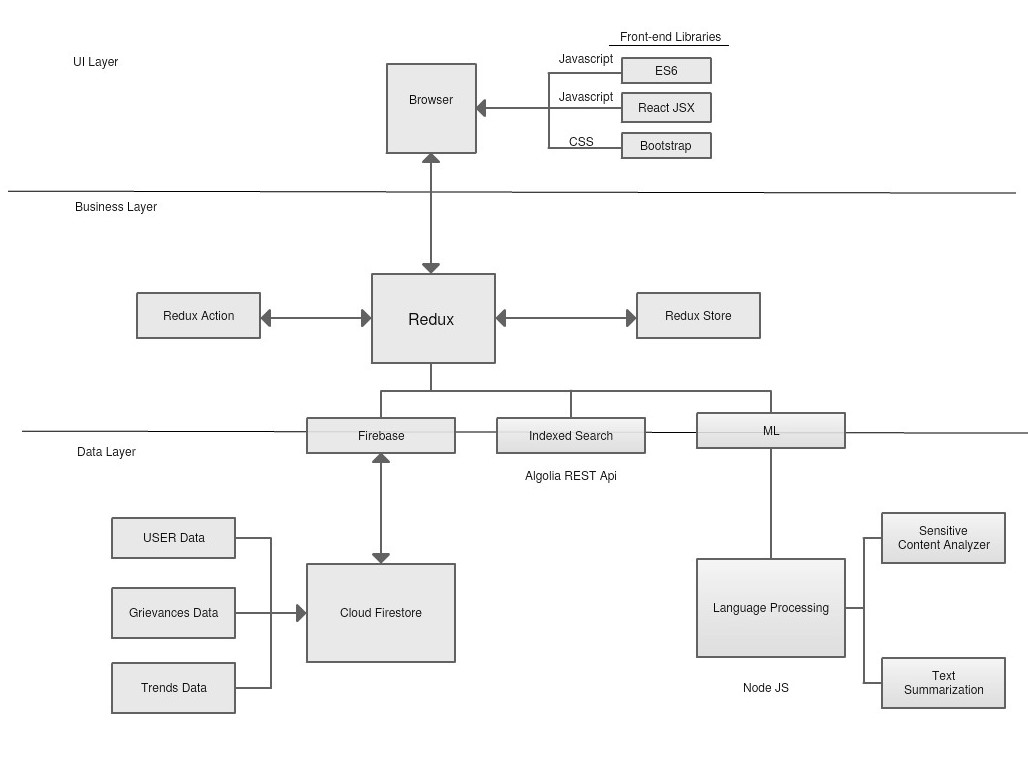 Front-end Libraries
UI Layer
Javascript
ES6
Browser
Javascript
React JSX
CSS
Bootstrap
Business Layer
Redux Action
Redux
Redux Store
Firebase
Indexed Search
ML
Data Layer
Algolia REST Api
USER Data
Sensitive
Content Analyzer
Grievances Data
Cloud Firestore
Language Processing
Trends Data
Node JS
Text
Summarization